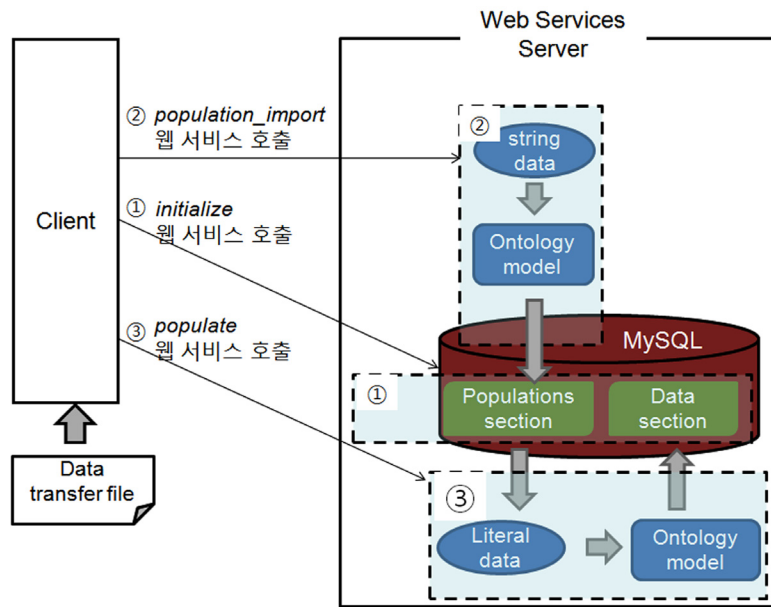 Web Services
Server
② population_import
웹 서비스 호출
②
string
data
① initialize
웹 서비스 호출
Client
Ontology
model
③ populate
웹 서비스 호출
MySQL
①
Populations
section
Data
section
Data
transfer file
③
Literal
data
Ontology
model